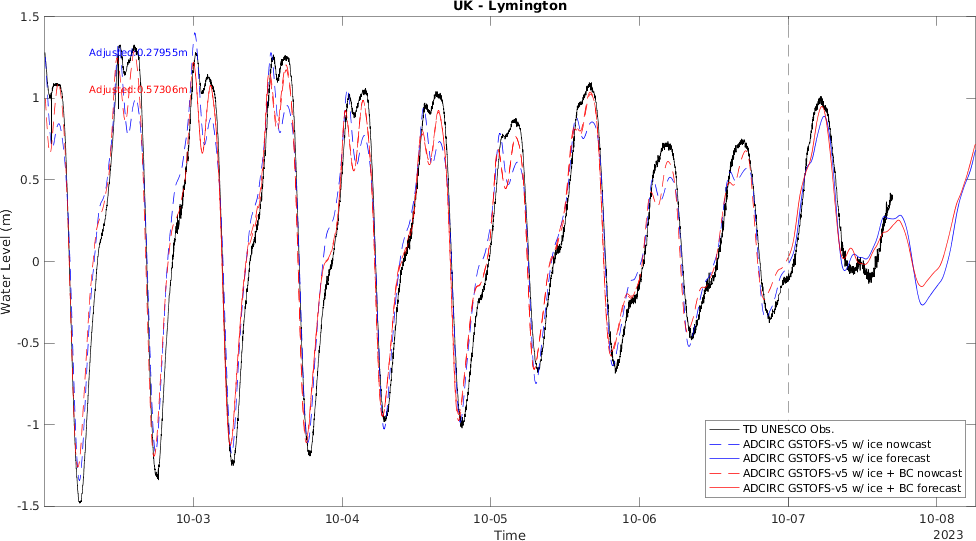 UK - Lymington
1.5
1
0.5
0
-0.5
-1
-1.5
Water Level (m)
Adjusted:0.27955m
Adjusted:0.57306m
TD UNESCO Obs.
ADCIRC GSTOFS-v5 w/ ice nowcast
ADCIRC GSTOFS-v5 w/ ice forecast
ADCIRC GSTOFS-v5 w/ ice + BC nowcast
ADCIRC GSTOFS-v5 w/ ice + BC forecast
10-03 10-04 10-05 10-06 10-07 10-08
Time
2023